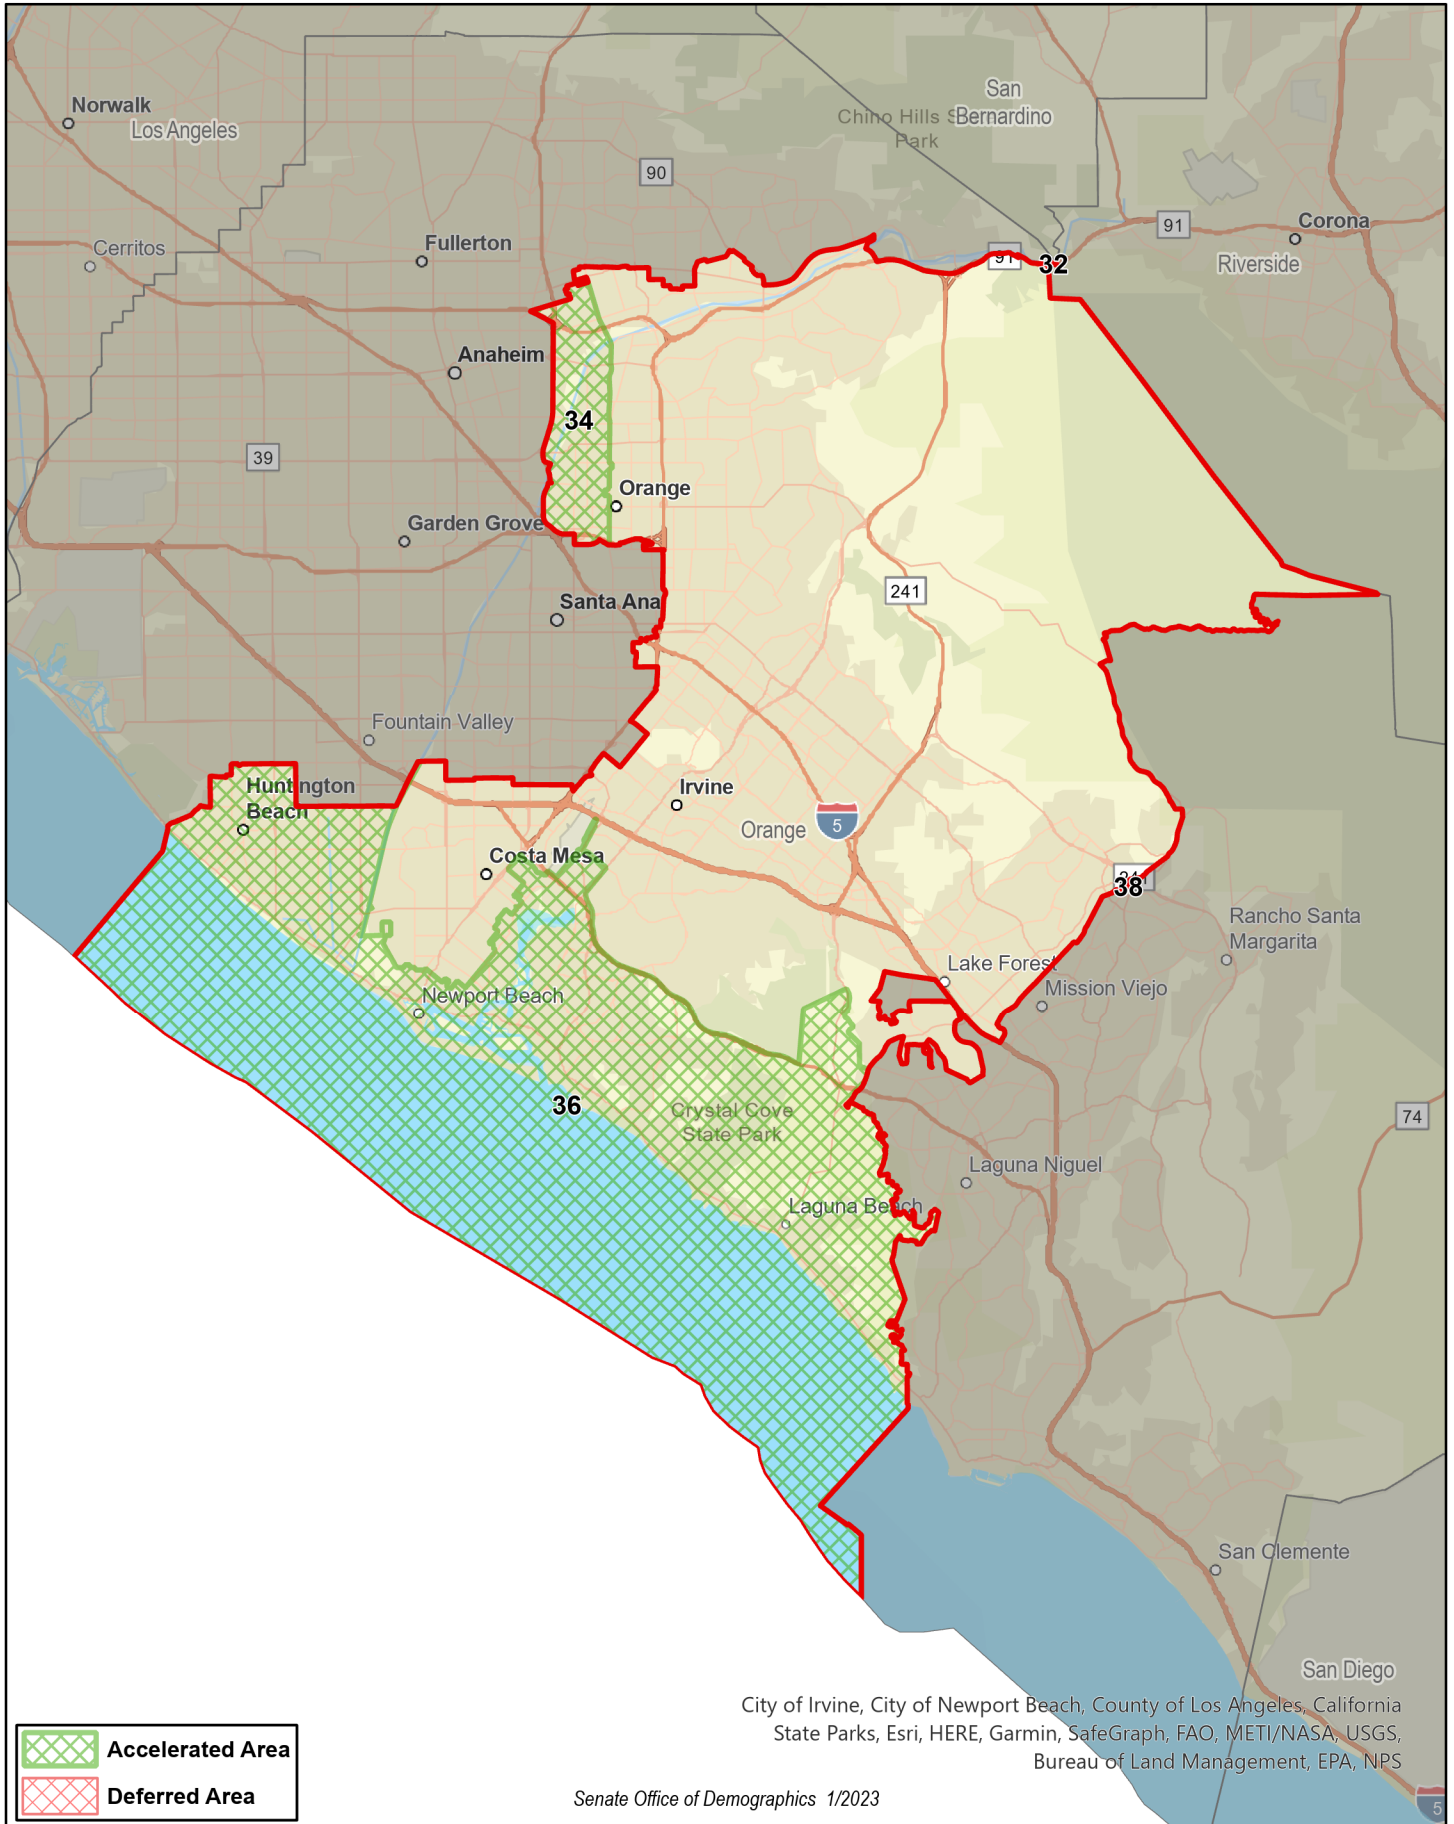 San
Bernardino
Norwalk
Los Angeles
Chino Hills S
Park
90
91
Corona
Cerritos
Fullerton
91
32
Riverside
Anaheim
34
39
Orange
Garden Grove
241
Santa Ana
Fountain Valley
Huntington
Beach
Irvine
Orange
5
Costa Mesa
38
Rancho Santa
Margarita
Lake Forest
Mission Viejo
Newport Beach
36
Crystal Cove
State Park
74
Laguna Niguel
Laguna Beach
San Clemente
San Diego
City of Irvine, City of Newport Beach, County of Los Angeles, California
State Parks, Esri, HERE, Garmin, SafeGraph, FAO, METI/NASA, USGS,
Bureau of Land Management, EPA, NPS
Accelerated Area
Deferred Area
Senate Office of Demographics 1/2023
5